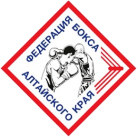 ФЕДЕРАЦИЯ БОКСА
АЛТАЙСКОГО КРАЯ